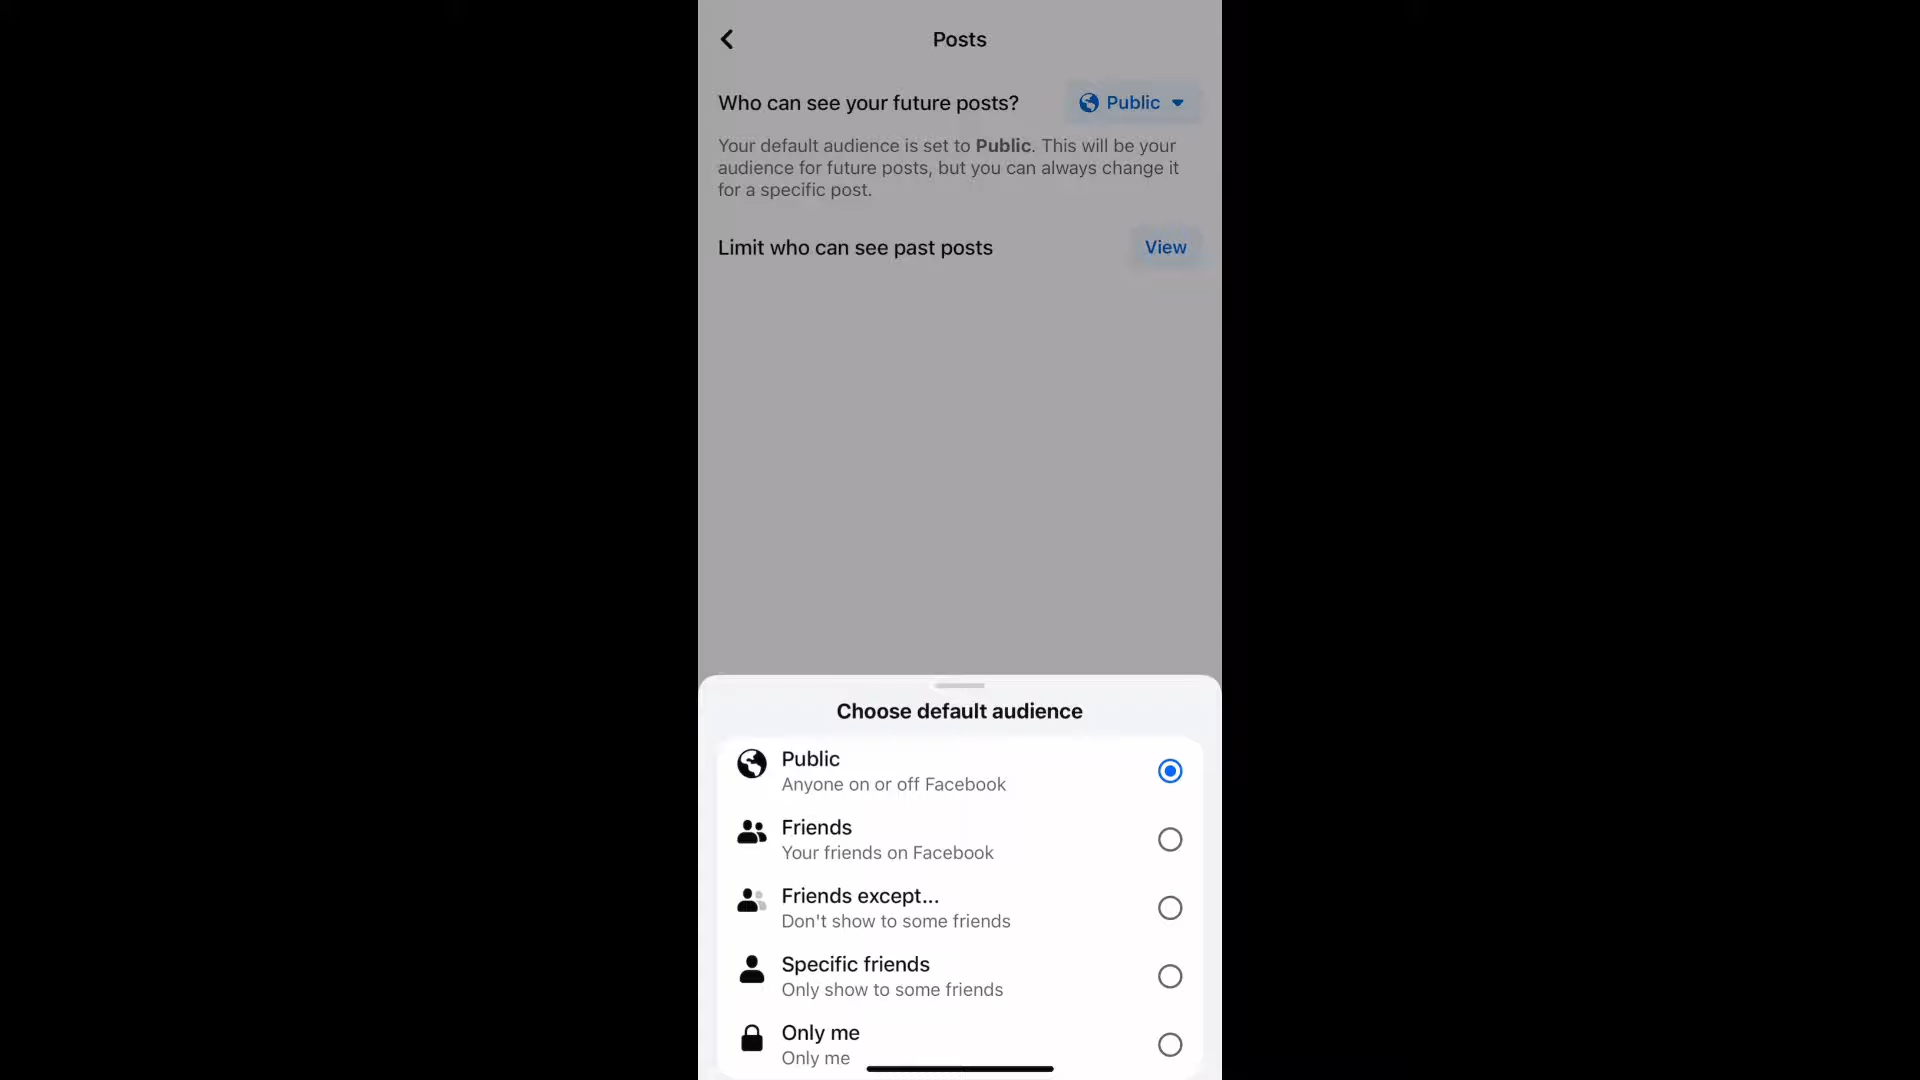 Posts
Who can see your future posts?
Public
Your default audience is set to Public. This will be your
audience for future posts, but you can always change it
for a specific post.
Limit who can see past posts
View
Choose default audience
Public
Anyone on or off Facebook
Friends
Your friends on Facebook
Friends except...
Don't show to some friends
Specific friends
Only show to some friends
Only me
Only me